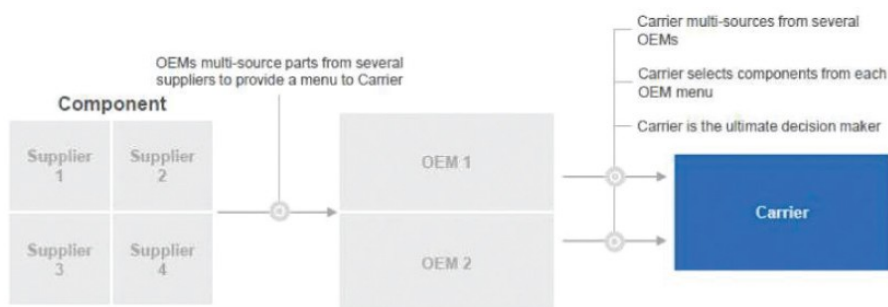 Carrier multi-sources from several
OEMs
OEMs multi-source parts from several
suppliers to provide a menu to Carrier
Carrier selects components from each
OEM menu
Component
Carrier is the ultimate decision maker
Supplier
1
Supplier
2
OEM 1
Carrier
Supplier
3
Supplier
4
OEM 2